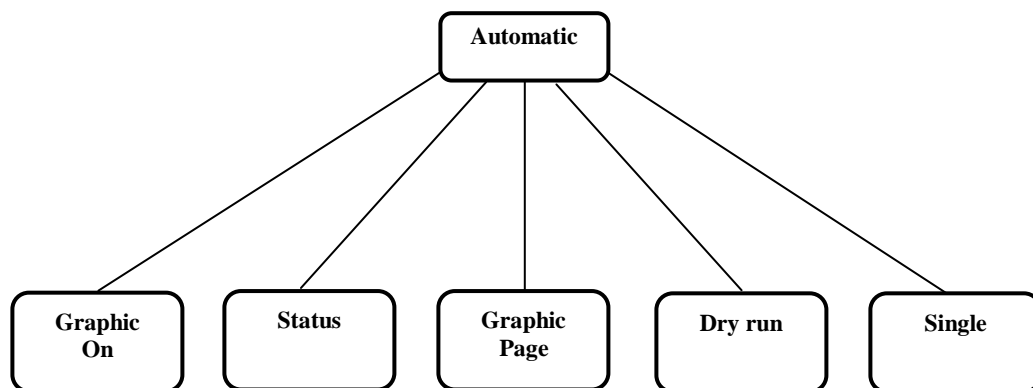 Automatic
Graphic
On
Status
Graphic
Page
Dry run
Single